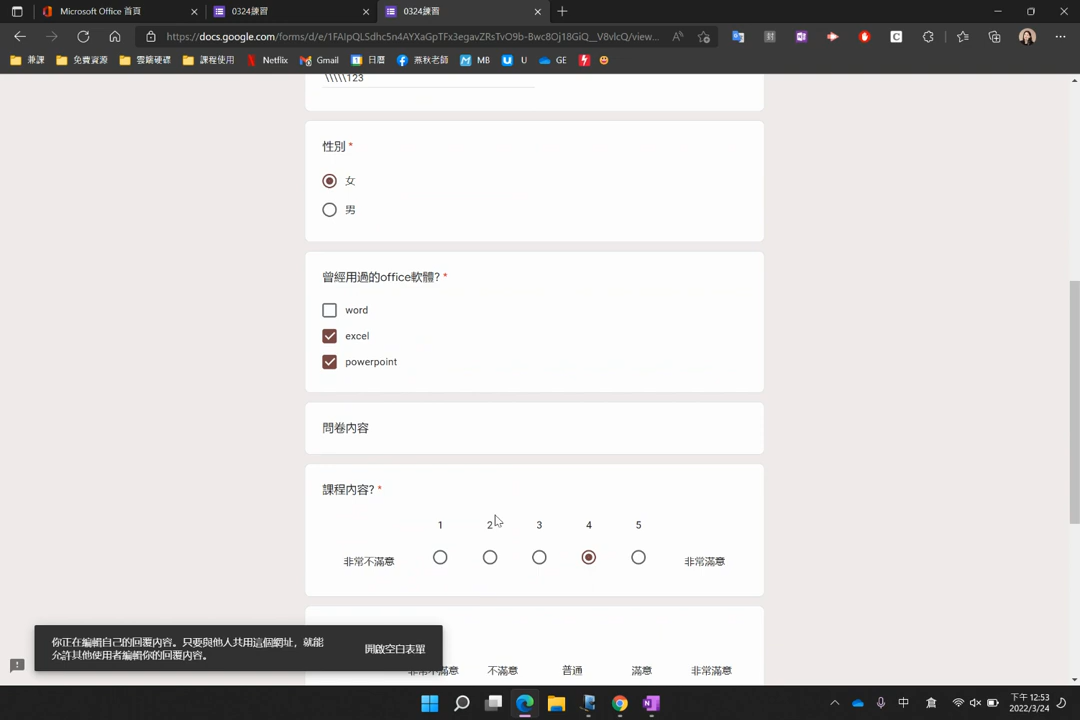 Microsoft Office 首頁
0324練習
0324練習
https://docs.google.com/forms/d/e/1FAIpQLSdhc5n4AYXaGpTFx3egavZRsTvO9b-Bwc8Oj18GiQ__V8vlcQ/view...
兼課
免費資源
雲端硬碟
課程使用
Netflix
Gmail
日曆
燕秋老師
MB
U
GE
\\\\\123
性別 *
女
男
曾經用過的office軟體? *
word
excel
powerpoint
問卷內容
課程內容? *
1 2 3 4 5
非常不滿意 非常滿意
你正在編輯自己的回覆內容。只要與他人共用這個網址，就能
允許其他使用者編輯你的回覆內容。
開啟空白表單
非常不滿意 不滿意 普通 滿意 非常滿意
中
倉
下午 12:53
2022/3/24